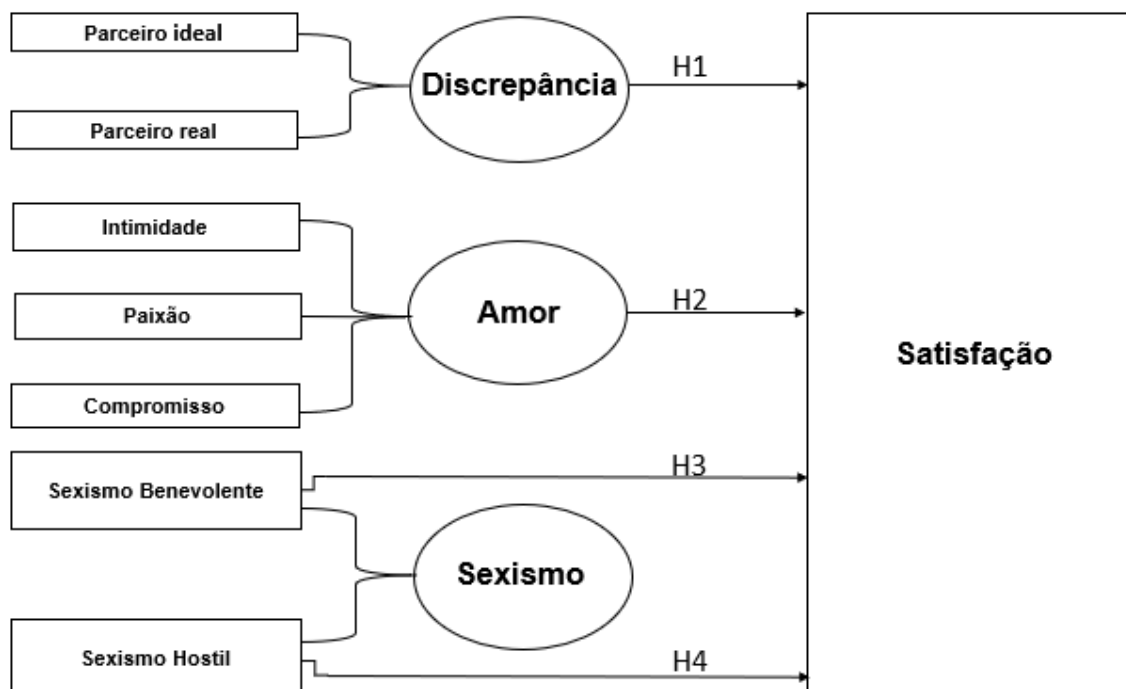 Parceiro ideal
Discrepância
H1
Parceiro real
Intimidade
Paixão
Amor
H2
Compromisso
Satisfação
Sexismo Benevolente
H3
Sexismo
Sexismo Hostil
H4